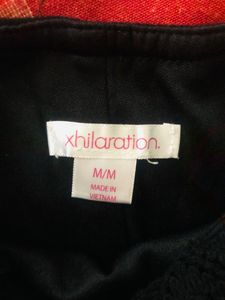 xhilaration.
M/M
MADE IN
VIETNAM